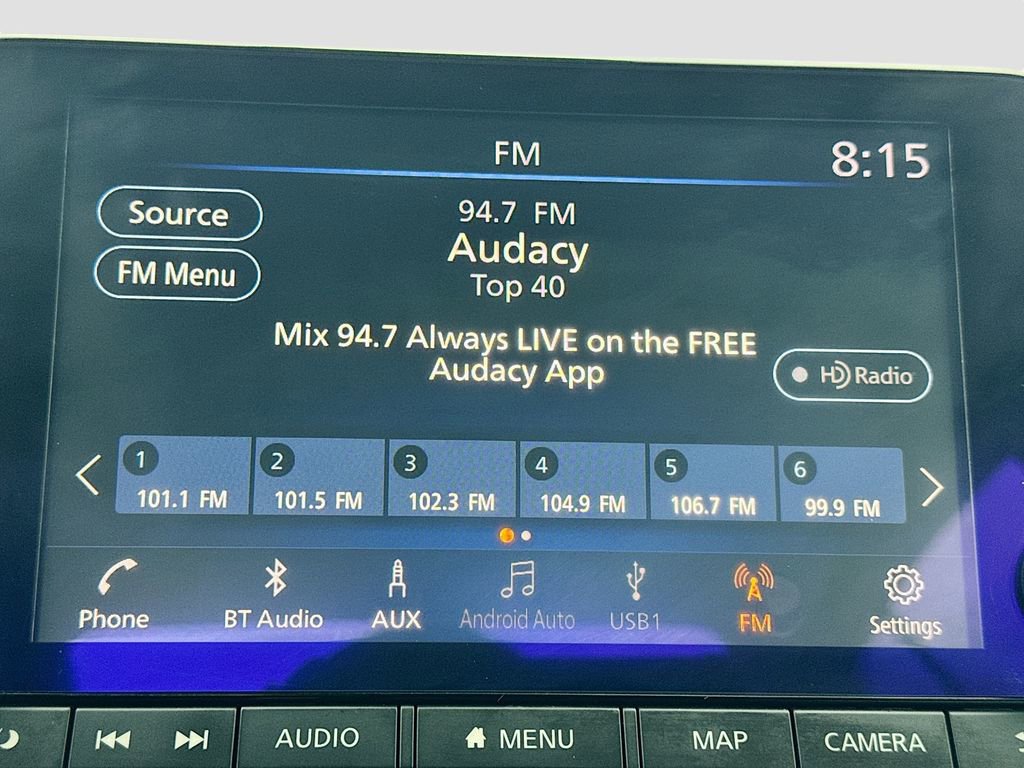 FM
8:15
Source
94.7 FM
Audacy
FM Menu
Top 40
Mix 94.7 Always LIVE on the FREE
Audacy App
HD Radio
1 2 3 4 5 6
101.1 FM 101.5 FM 102.3 FM 104.9 FM 106.7 FM 99.9 FM
Phone BT Audio AUX Android Auto USB1 FM Settings
AUDIO MENU MAP CAMERA